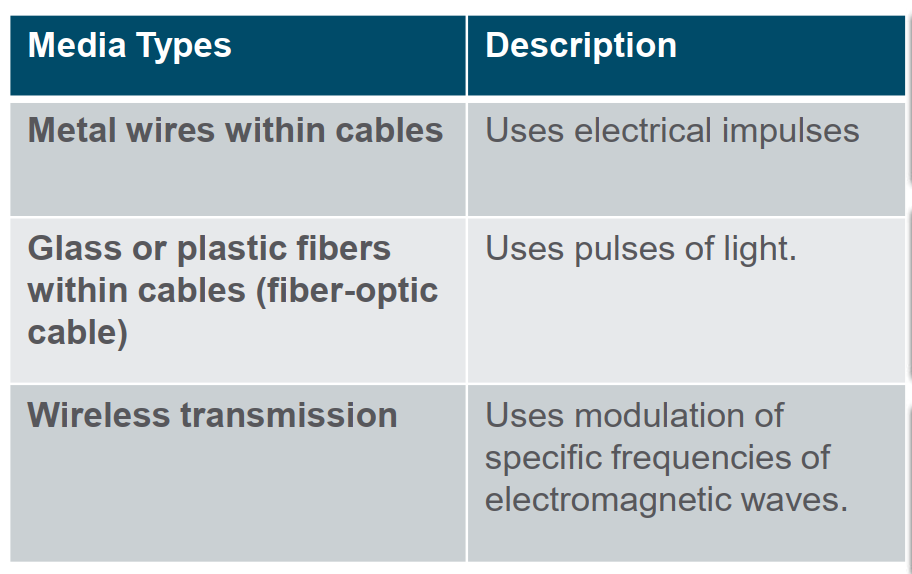 Media Types
Description
Metal wires within cables
Uses electrical impulses
Glass or plastic fibers
within cables (fiber-optic
cable)
Uses pulses of light.
Wireless transmission
Uses modulation of
specific frequencies of
electromagnetic waves.